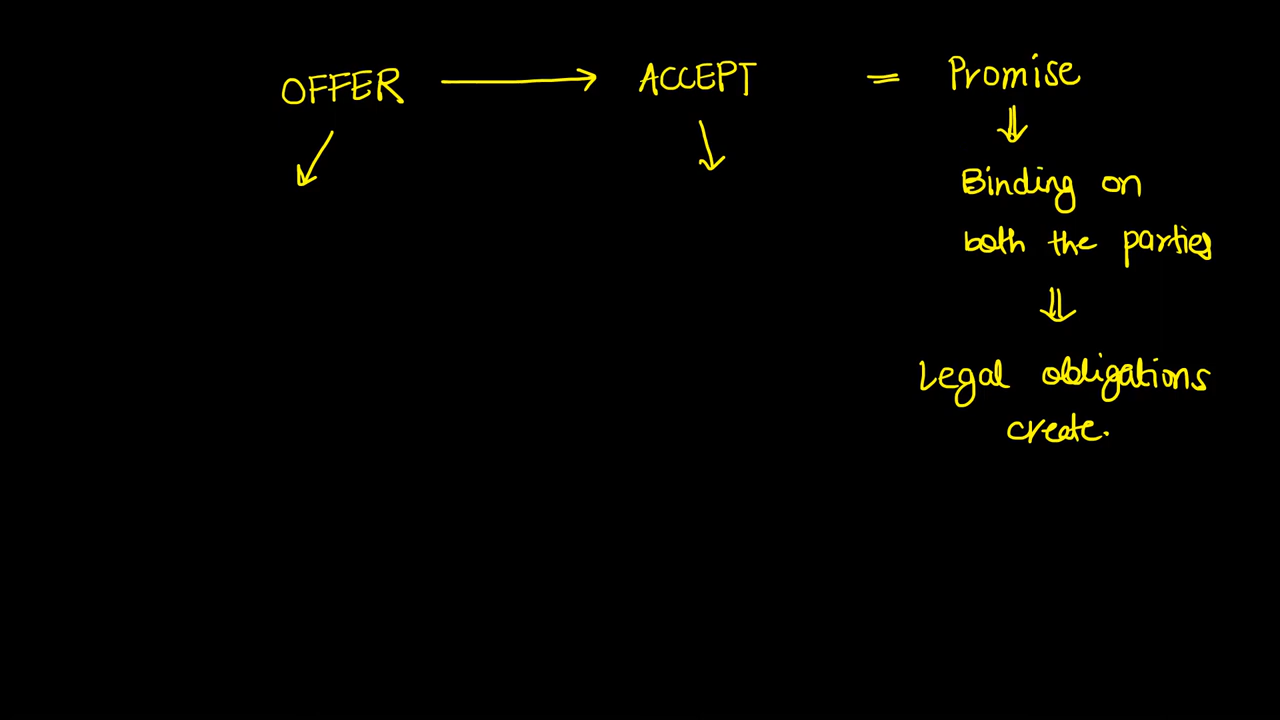 OFFER → ACCEPT = Promise
⇓
Binding on
both the parties
⇓
Legal obligations
create.